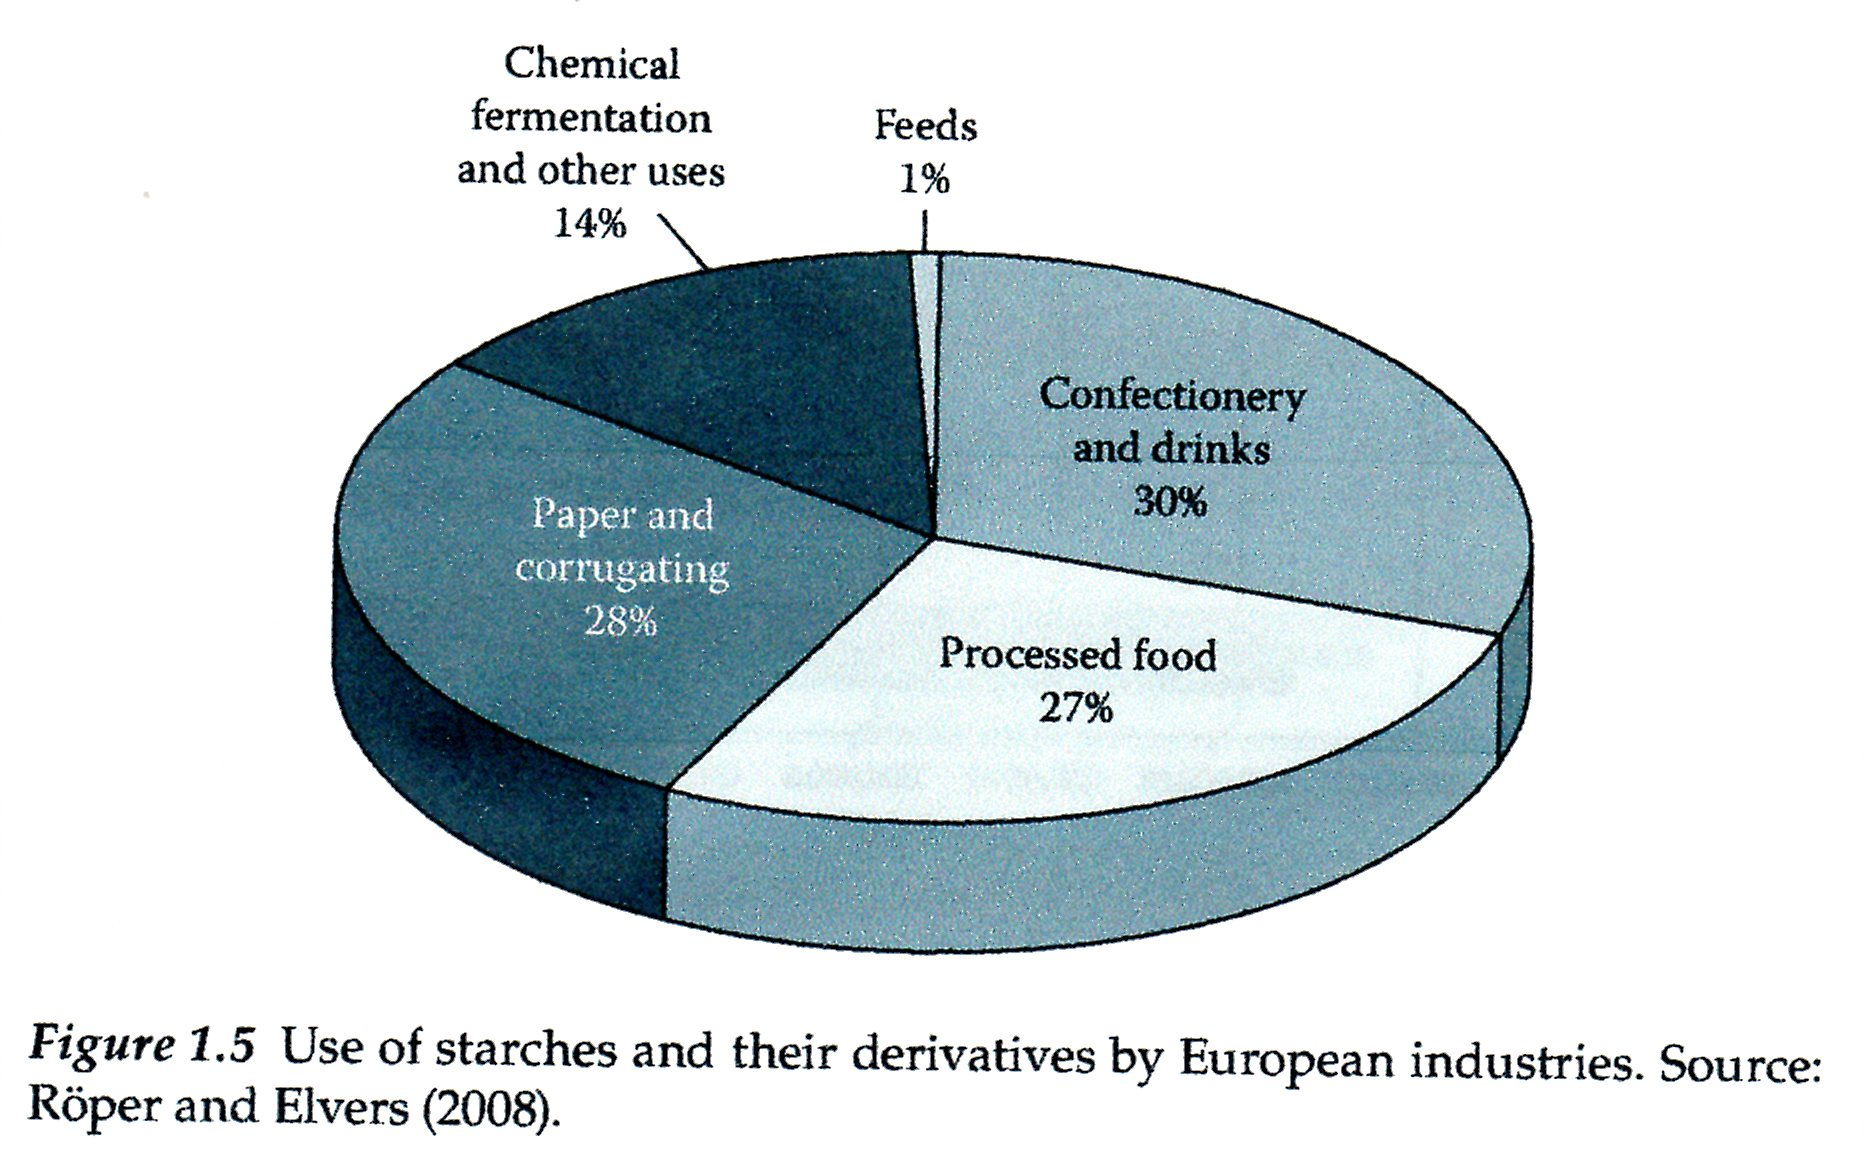 Chemical
fermentation
and other uses
14%
Feeds
1%
Confectionery
and drinks
30%
Paper and
corrugating
28%
Processed food
27%
Figure 1.5 Use of starches and their derivatives by European industries. Source:
Röper and Elvers (2008).